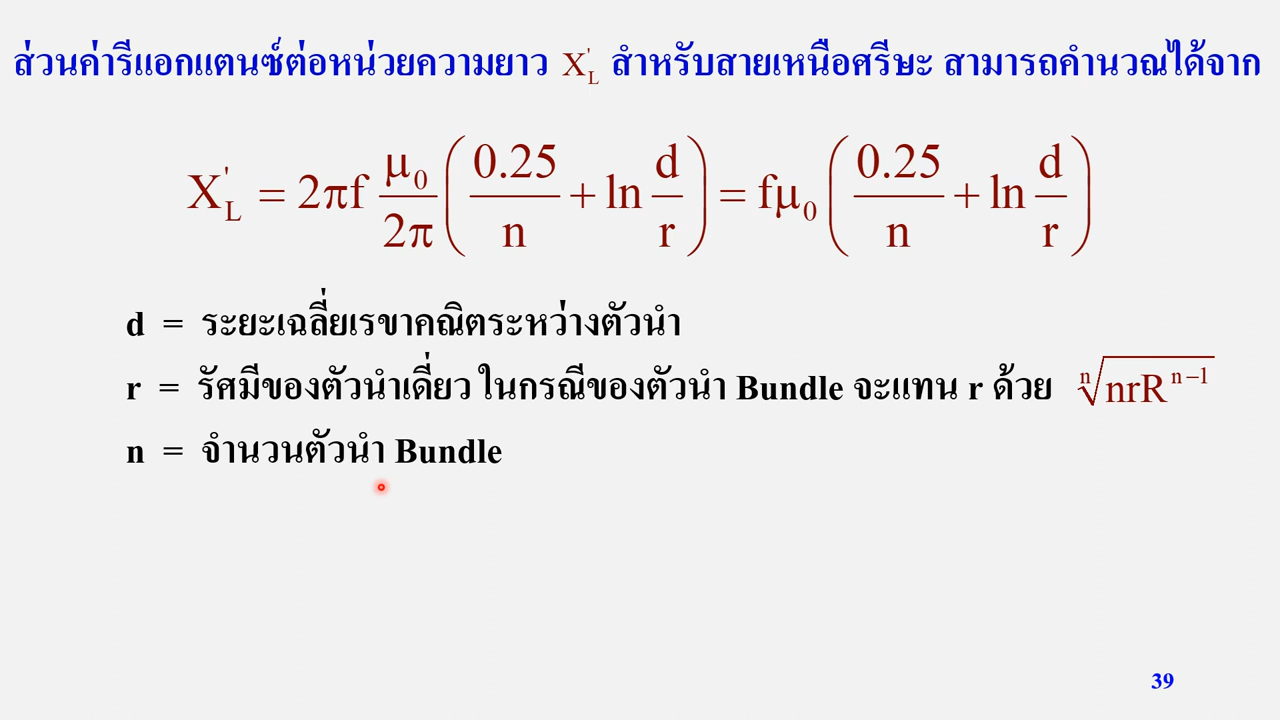 ส่วนค่ารีแอกแตนซ์ต่อหน่วยความยาว X'_L สำหรับสายเหนือศรีษะ สามารถคำนวณได้จาก
X'_L = 2πf μ₀/2π (0.25/n + ln d/r) = fμ₀ (0.25/n + ln d/r)
d = ระยะเฉลี่ยเรขาคณิตระหว่างตัวนำ
r = รัศมีของตัวนำเดี่ยว ในกรณีของตัวนำ Bundle จะแทน r ด้วย ⁿ√(nrRⁿ⁻¹)
n = จำนวนตัวนำ Bundle
39